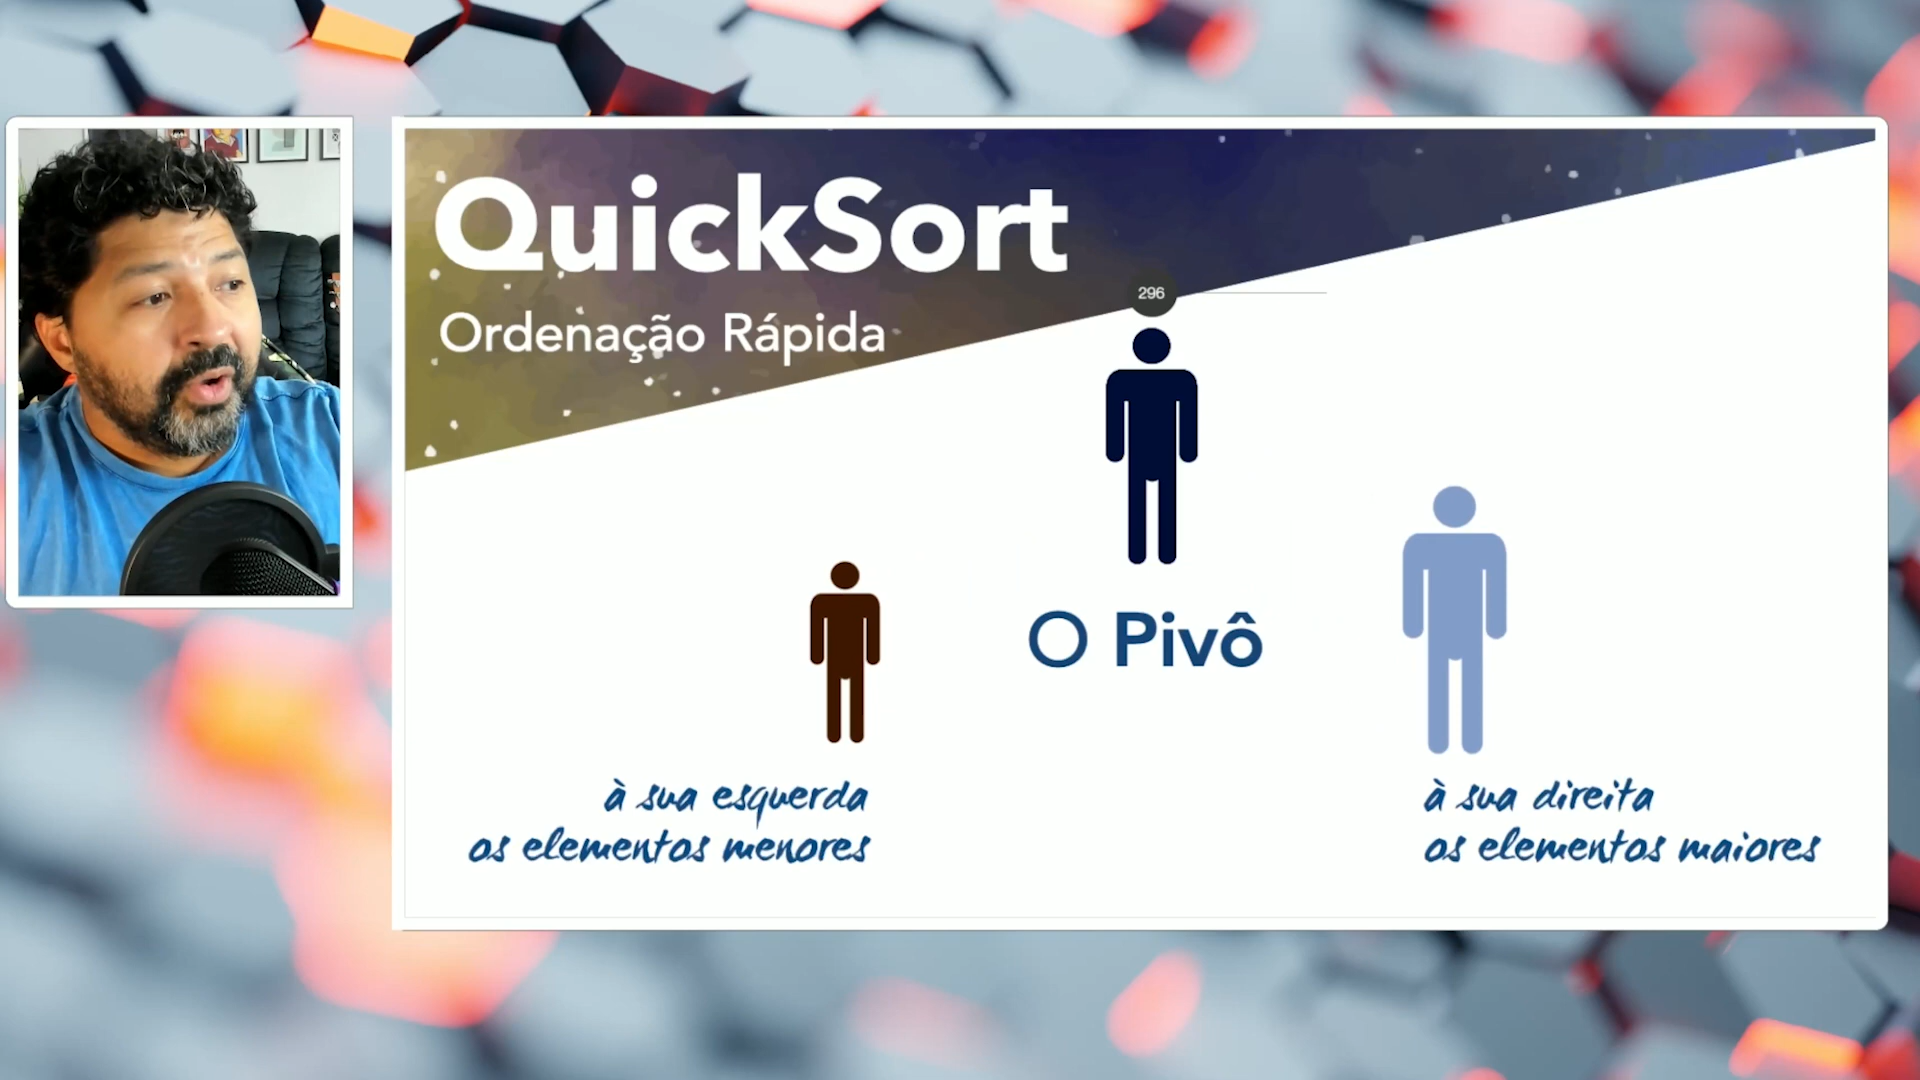 QuickSort
Ordenação Rápida
296
O Pivô
à sua esquerda
os elementos menores
à sua direita
os elementos maiores